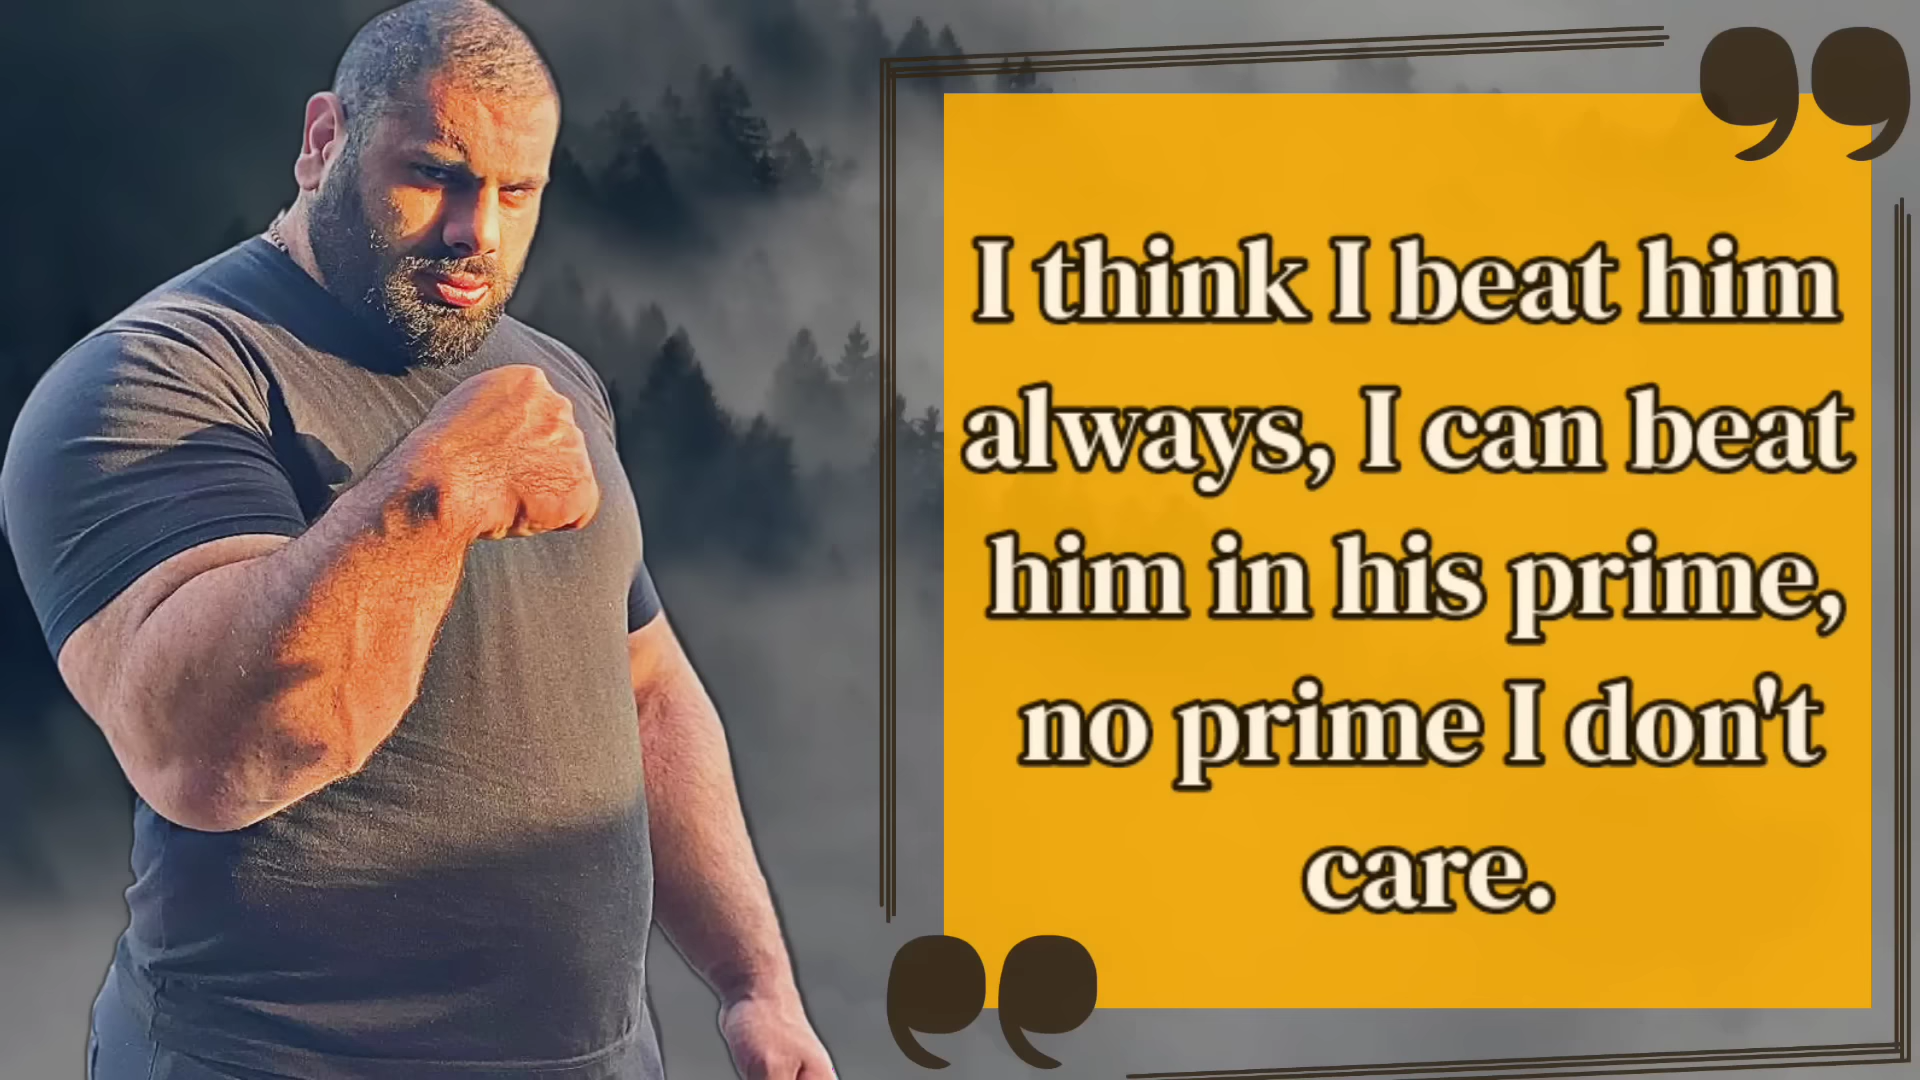 I think I beat him
always, I can beat
him in his prime,
no prime I don't
care.